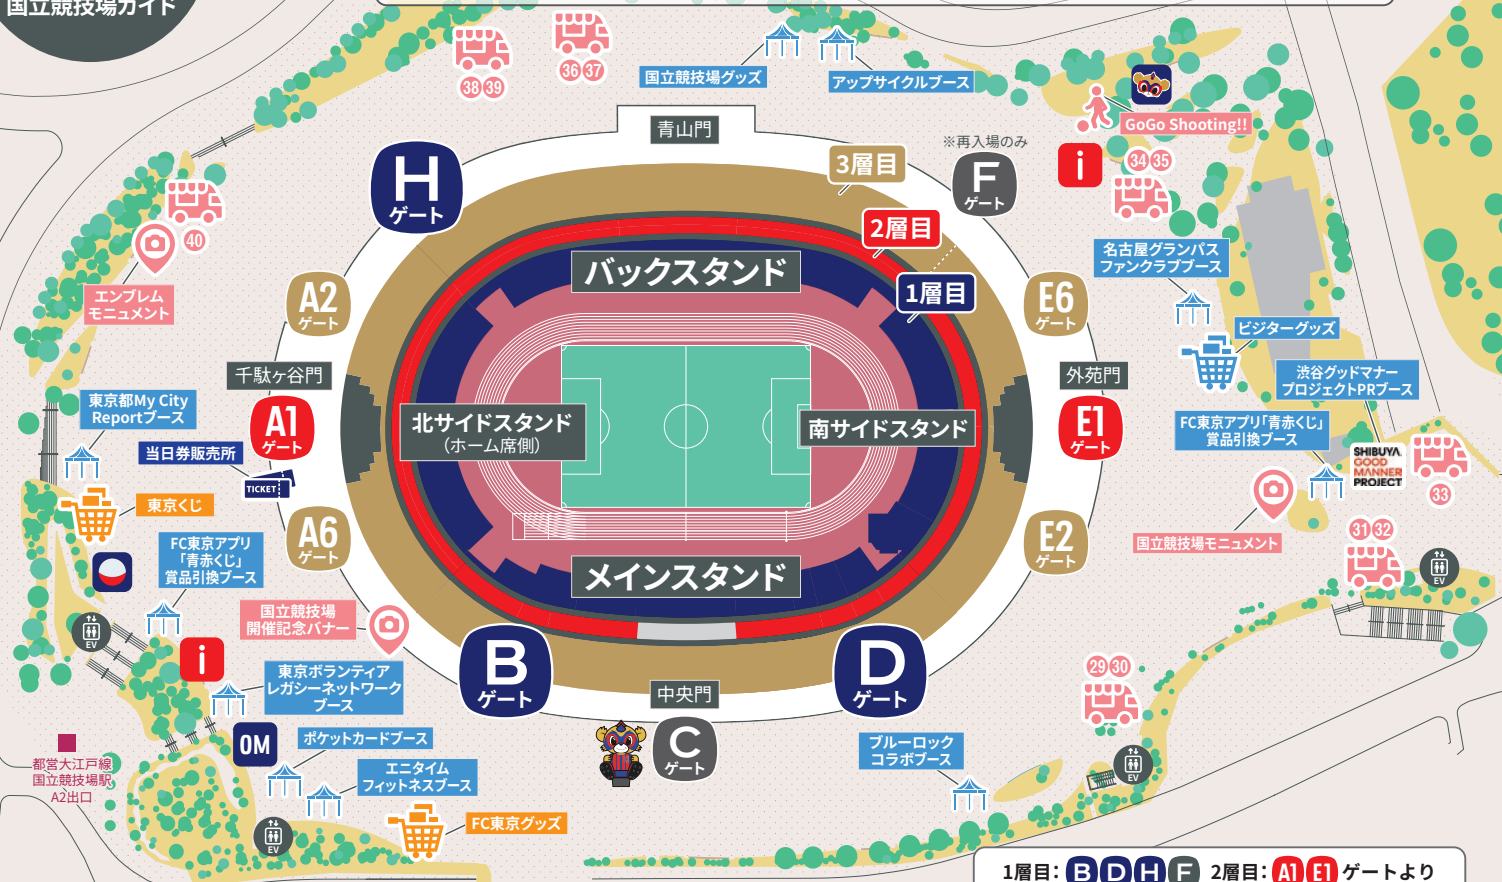 国立競技場ガイド
38 39
36 37
国立競技場グッズ
アップサイクルブース
GoGo Shooting!!
青山門
※再入場のみ
3層目
F
ゲート
i
34 35
H
ゲート
2層目
40
バックスタンド
名古屋グランパス
ファンクラブブース
エンブレム
モニュメント
A2
ゲート
1層目
E6
ゲート
ビジターグッズ
千駄ヶ谷門
外苑門
渋谷グッドマナー
プロジェクトPRブース
東京都My City
Reportブース
A1
ゲート
北サイドスタンド
(ホーム席側)
南サイドスタンド
E1
ゲート
FC東京アプリ「青赤くじ」
賞品引換ブース
当日券販売所
TICKET
SHIBUYA
GOOD
MANNER
PROJECT
33
東京くじ
A6
ゲート
E2
ゲート
国立競技場モニュメント
31 32
FC東京アプリ
「青赤くじ」
賞品引換ブース
メインスタンド
EV
国立競技場
開催記念バナー
EV
i
B
ゲート
D
ゲート
29 30
東京ボランティア
レガシーネットワーク
ブース
中央門
0M
ポケットカードブース
C
ゲート
ブルーロック
コラボブース
都営大江戸線
国立競技場駅
A2出口
エニタイム
フィットネスブース
EV
FC東京グッズ
EV
1層目: B D H F 2層目: A1 E1 ゲートより